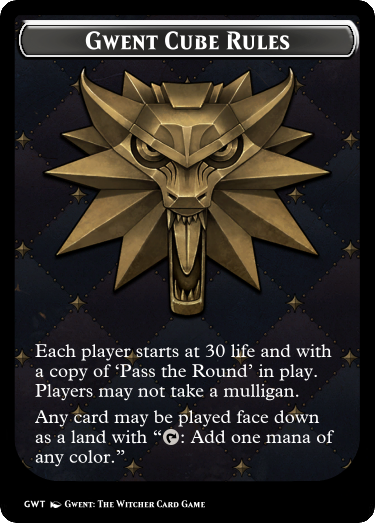 Gwent Cube Rules
Each player starts at 30 life and with
a copy of ‘Pass the Round’ in play.
Players may not take a mulligan.
Any card may be played face down
as a land with “: Add one mana of
any color.”
GWT Gwent: The Witcher Card Game